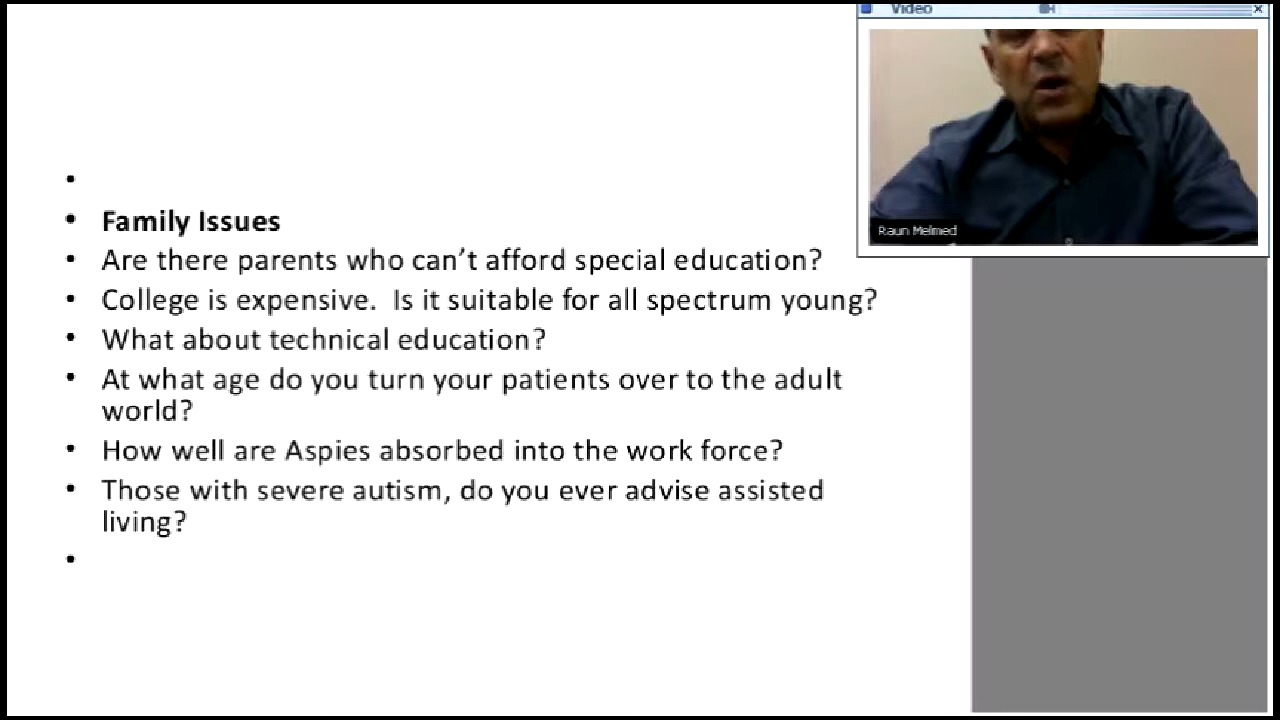 Video
Raun Melmed
•
• Family Issues
• Are there parents who can’t afford special education?
• College is expensive.  Is it suitable for all spectrum young?
• What about technical education?
• At what age do you turn your patients over to the adult
world?
• How well are Aspies absorbed into the work force?
• Those with severe autism, do you ever advise assisted
living?
•